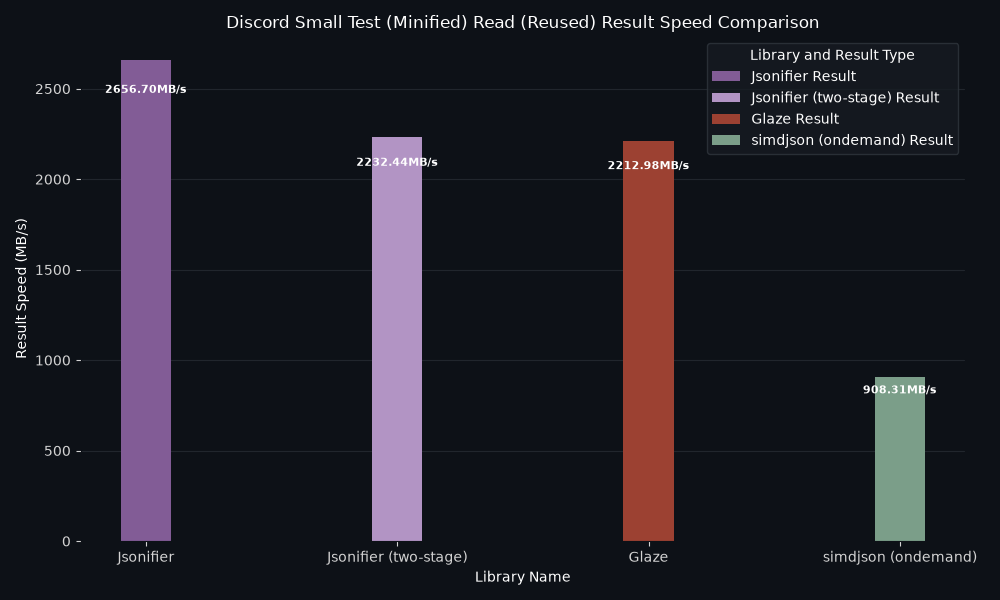 Discord Small Test (Minified) Read (Reused) Result Speed Comparison
Library and Result Type
Jsonifier Result
Jsonifier (two-stage) Result
Glaze Result
simdjson (ondemand) Result
Result Speed (MB/s)
2500
2000
1500
1000
500
0
2656.70MB/s
2232.44MB/s
2212.98MB/s
908.31MB/s
Jsonifier
Jsonifier (two-stage)
Glaze
simdjson (ondemand)
Library Name